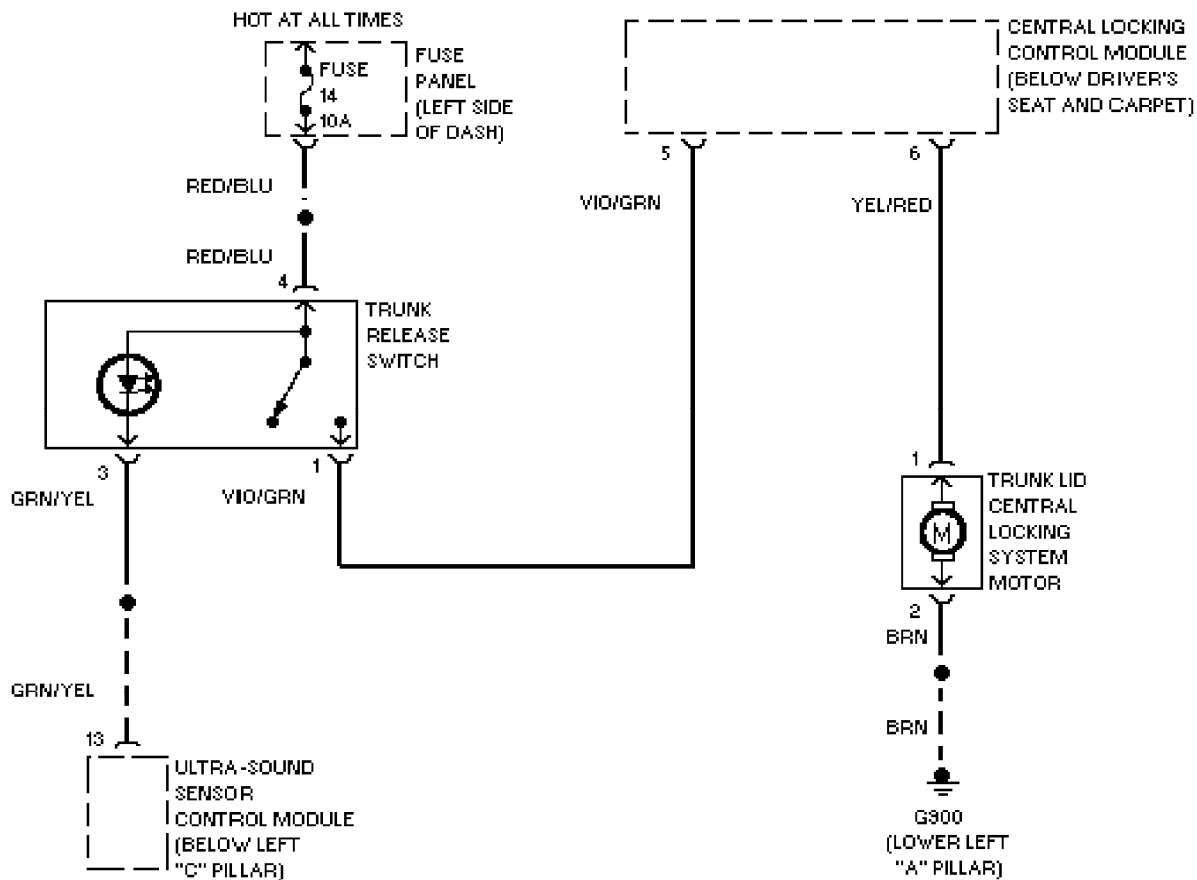 HOT AT ALL TIMES
FUSE
14
10A
FUSE
PANEL
(LEFT SIDE
OF DASH)
CENTRAL LOCKING
CONTROL MODULE
(BELOW DRIVER'S
SEAT AND CARPET)
5
6
RED/BLU
VIO/GRN
YEL/RED
RED/BLU
4
TRUNK
RELEASE
SWITCH
3
1
GRN/YEL
VIO/GRN
1
TRUNK LID
CENTRAL
LOCKING
SYSTEM
MOTOR
M
2
BRN
GRN/YEL
BRN
13
ULTRA-SOUND
SENSOR
CONTROL MODULE
(BELOW LEFT
"C" PILLAR)
G300
(LOWER LEFT
"A" PILLAR)